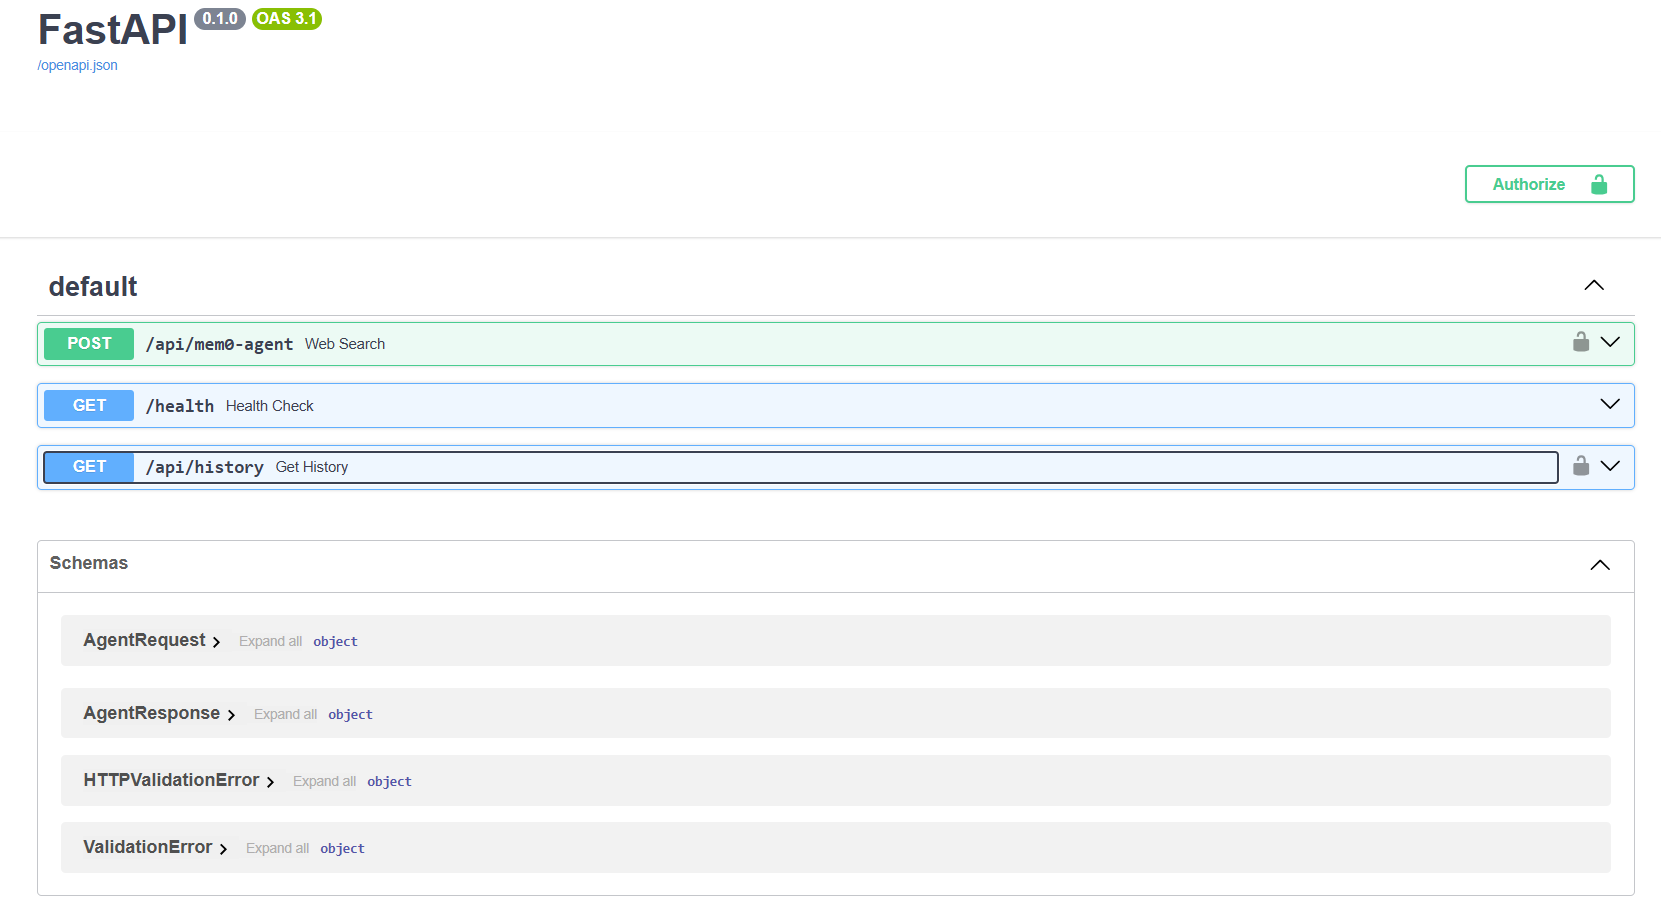 FastAPI 0.1.0 OAS 3.1
/openapi.json
Authorize
default
POST /api/mem0-agent Web Search
GET /health Health Check
GET /api/history Get History
Schemas
AgentRequest Expand all object
AgentResponse Expand all object
HTTPValidationError Expand all object
ValidationError Expand all object